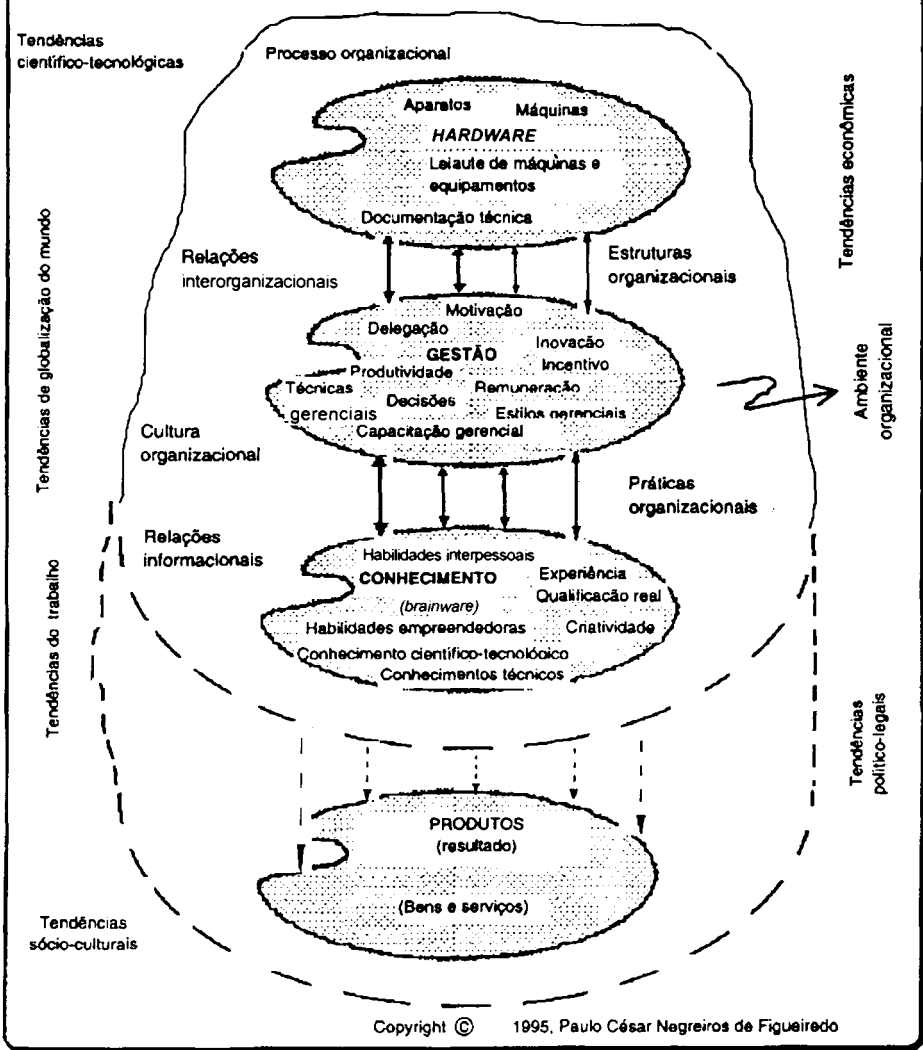 Tendências
científico-tecnológicas
Processo organizacional
Aparatos
Máquinas
HARDWARE
Leiaute de máquinas e
equipamentos
Documentação técnica
Tendências econômicas
Relações
interorganizacionais
Estruturas
organizacionais
Tendências de globalização do mundo
Motivação
Delegação
Inovação
GESTÃO
Incentivo
Produtividade
Técnicas
gerenciais
Remuneração
Decisões
Estilos gerenciais
Capacitação gerencial
Ambiente
organizacional
Cultura
organizacional
Práticas
organizacionais
Relações
informacionais
Habilidades interpessoais
CONHECIMENTO
Experiência
Qualificação real
(brainware)
Habilidades empreendedoras
Criatividade
Conhecimento científico-tecnológico
Conhecimentos técnicos
Tendências do trabalho
Tendências
político-legais
PRODUTOS
(resultado)
(Bens e serviços)
Tendências
sócio-culturais
Copyright © 1995, Paulo César Negreiros de Figueiredo